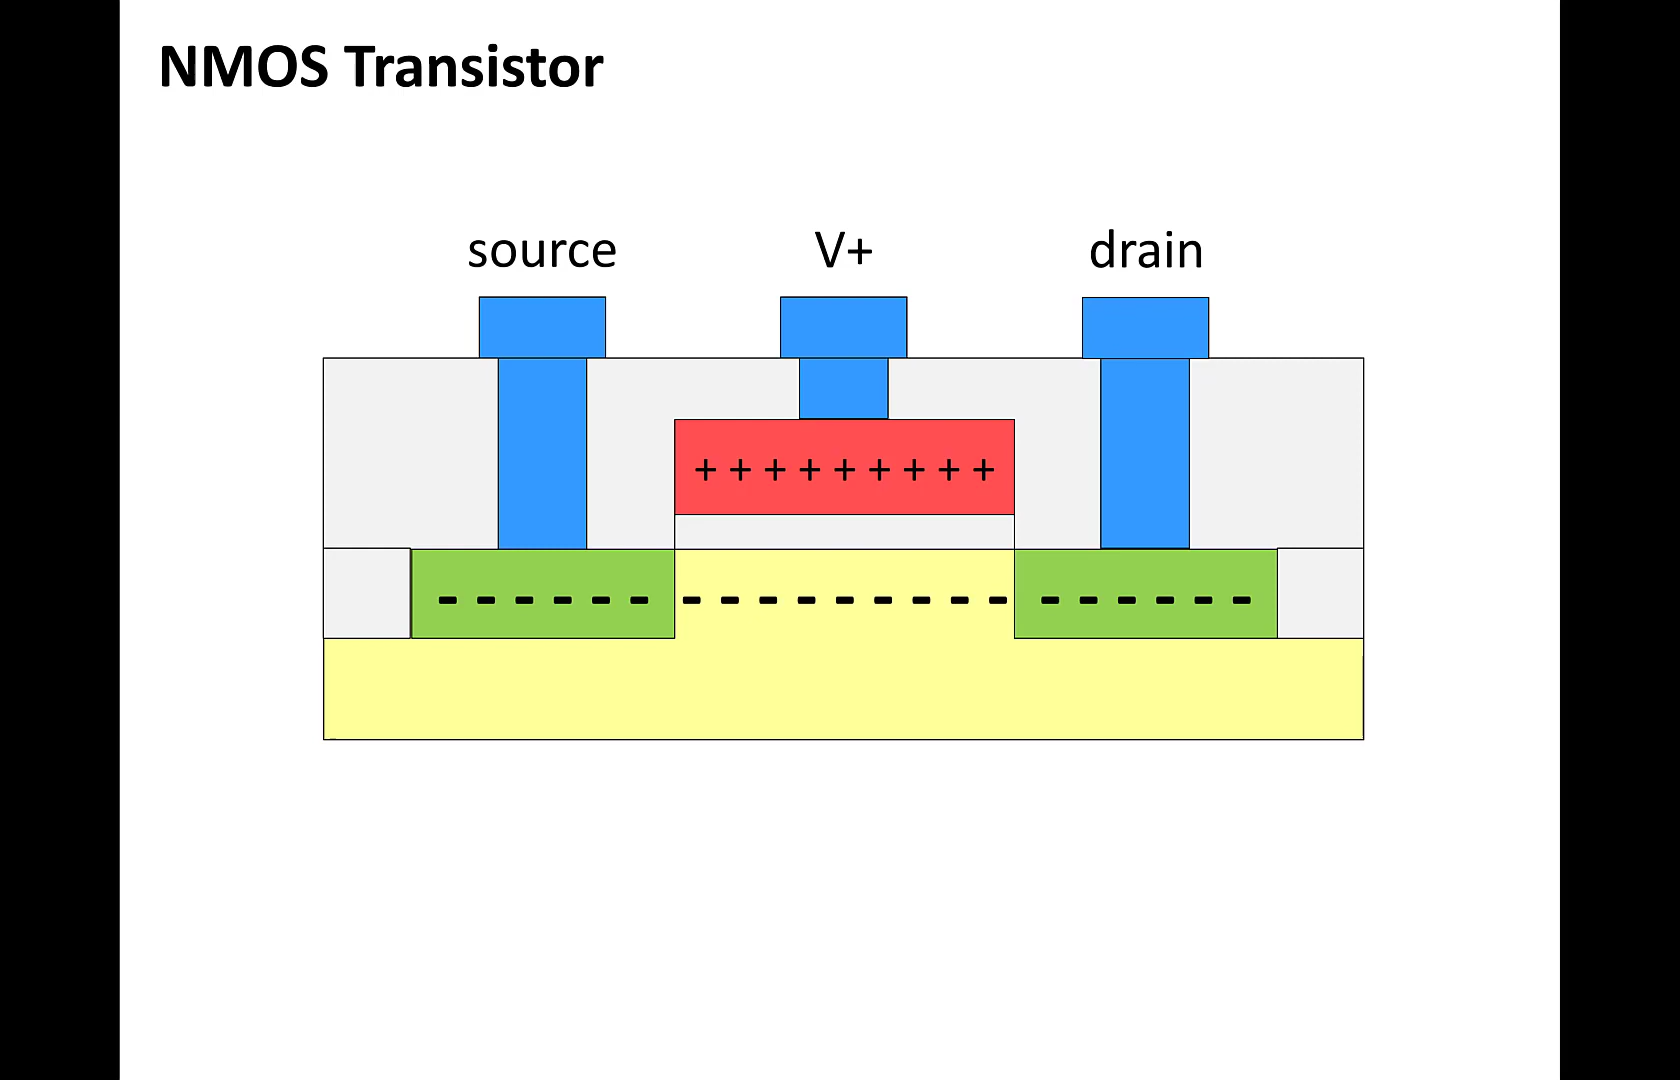 NMOS Transistor
source V+ drain
+ + + + + + + + +
- - - - - - - - - - - - - - - - - - - - -